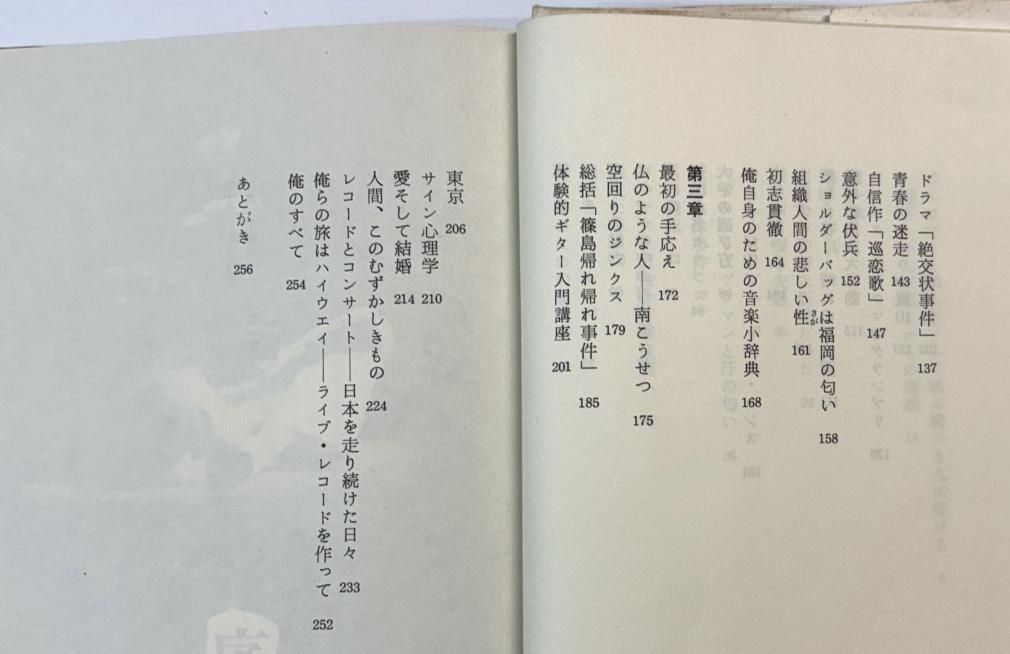 ドラマ「絶交状事件」 137
青春の迷走 143
自信作「巡恋歌」 147
意外な伏兵 152
ショルダーバッグは福岡の匂い 158
組織人間の悲しい性 161
さが
初志貫徹 164
俺自身のための音楽小辞典 168
第三章
最初の手応え 172
仏のような人――南こうせつ 175
空回りのジンクス 179
総括「篠島帰れ帰れ事件」 185
体験的ギター入門講座 201
東京 206
サイン心理学 210
愛そして結婚 214
人間、このむずかしきもの 224
レコードとコンサート――日本を走り続けた日々 233
俺らの旅はハイウエイ――ライブ・レコードを作って 252
俺のすべて 254
あとがき 256